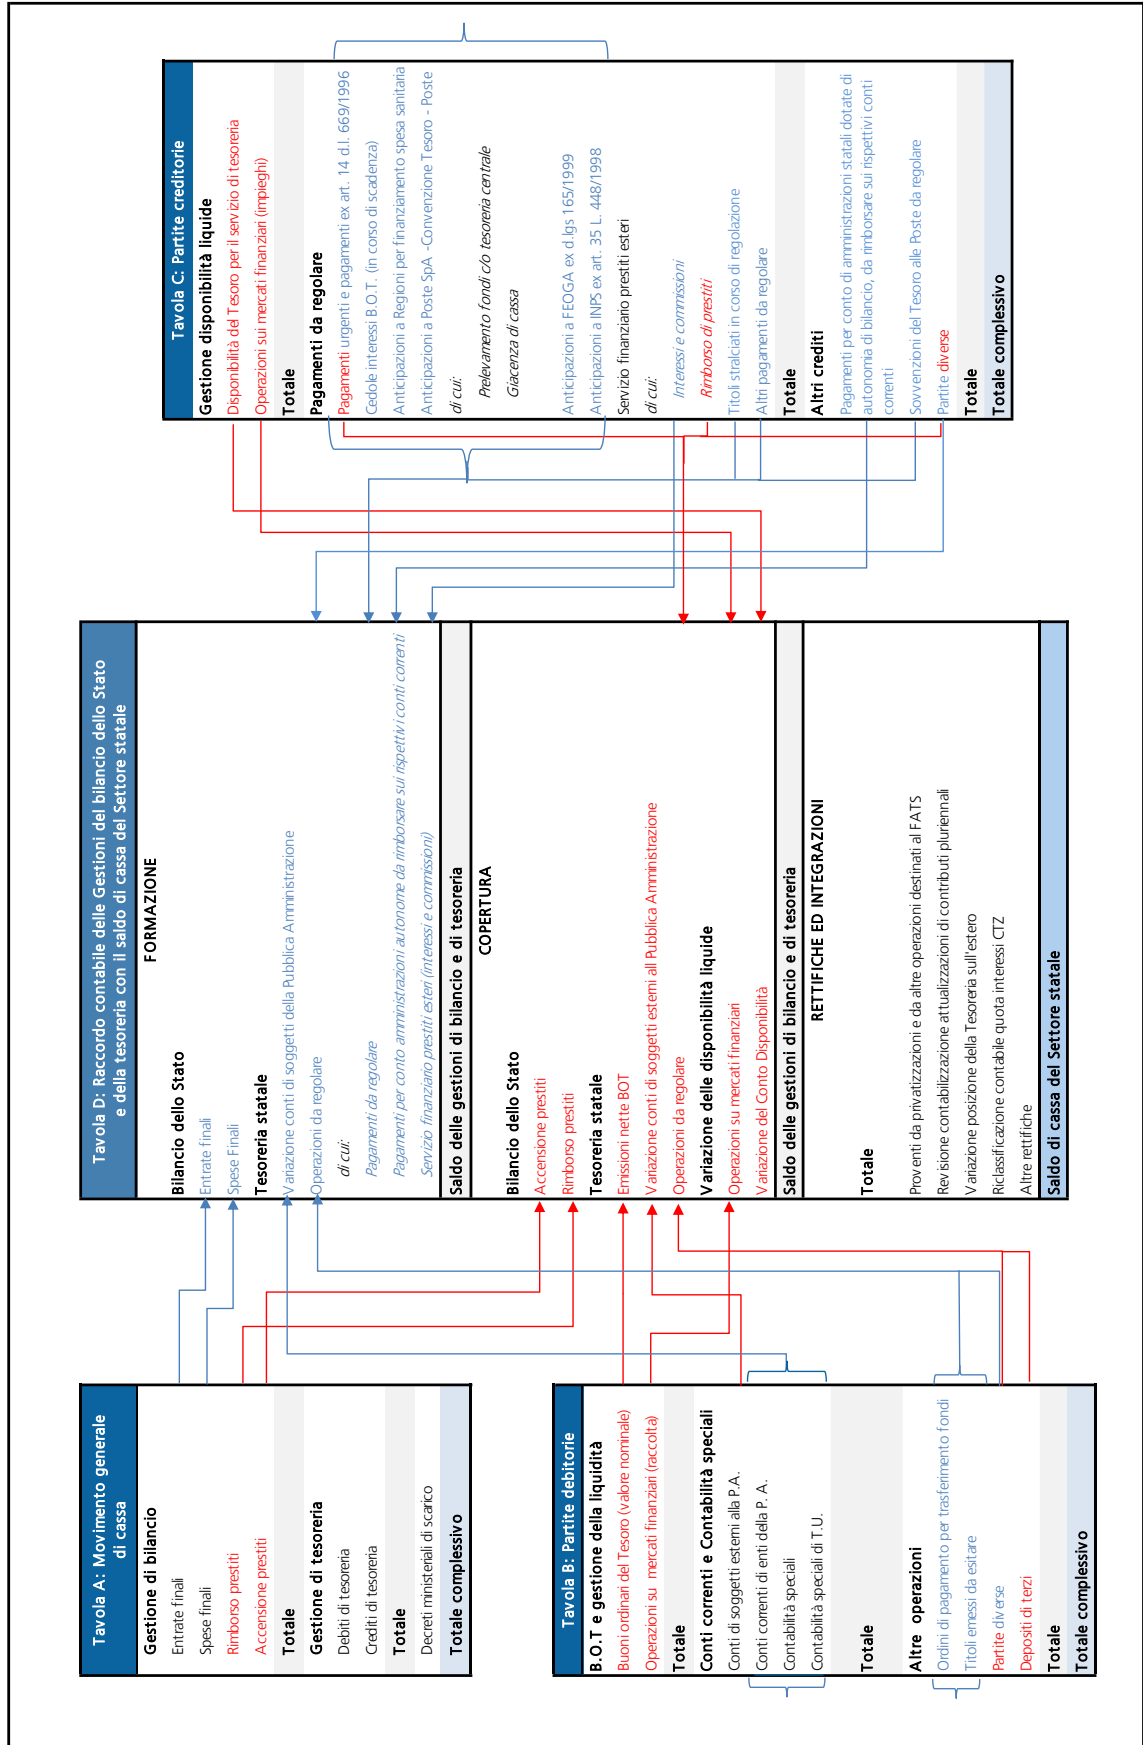 Tavola A: Movimento generale
di cassa
Gestione di bilancio
Entrate finali
Spese finali
Rimborso prestiti
Accensione prestiti
Totale
Gestione di tesoreria
Debiti di tesoreria
Crediti di tesoreria
Totale
Decreti ministeriali di scarico
Totale complessivo
Tavola B: Partite debitorie
B.O.T e gestione della liquidità
Buoni ordinari del Tesoro (valore nominale)
Operazioni su mercati finanziari (raccolta)
Totale
Conti correnti e Contabilità speciali
Conti di soggetti esterni alla P.A.
Conti correnti di enti della P. A.
Contabilità speciali
Contabilità speciali di T.U.
Totale
Altre operazioni
Ordini di pagamento per trasferimento fondi
Titoli emessi da esitare
Partite diverse
Depositi di terzi
Totale
Totale complessivo
Tavola D: Raccordo contabile delle Gestioni del bilancio dello Stato
e della tesoreria con il saldo di cassa del Settore statale
FORMAZIONE
Bilancio dello Stato
Entrate finali
Spese Finali
Tesoreria statale
Variazione conti di soggetti della Pubblica Amministrazione
Operazioni da regolare
di cui:
Pagamenti da regolare
Pagamenti per conto amministrazioni autonome da rimborsare sui rispettivi conti correnti
Servizio finanziario prestiti esteri (interessi e commissioni)
Saldo delle gestioni di bilancio e di tesoreria
COPERTURA
Bilancio dello Stato
Accensione prestiti
Rimborso prestiti
Tesoreria statale
Emissioni nette BOT
Variazione conti di soggetti esterni all Pubblica Amministrazione
Operazioni da regolare
Variazione delle disponibilità liquide
Operazioni su mercati finanziari
Variazione del Conto Disponibilità
Saldo delle gestioni di bilancio e di tesoreria
RETTIFICHE ED INTEGRAZIONI
Totale
Proventi da privatizzazioni e da altre operazioni destinati al FATS
Revisione contabilizzazione attualizzazioni di contributi pluriennali
Variazione posizione della Tesoreria sull'estero
Riclassificazione contabile quota interessi CTZ
Altre rettifiche
Saldo di cassa del Settore statale
Tavola C: Partite creditorie
Gestione disponibilità liquide
Disponibilità del Tesoro per il servizio di tesoreria
Operazioni sui mercati finanziari (impieghi)
Totale
Pagamenti da regolare
Pagamenti urgenti e pagamenti ex art. 14 d.l. 669/1996
Cedole interessi B.O.T. (in corso di scadenza)
Anticipazioni a Regioni per finanziamento spesa sanitaria
Anticipazioni a Poste SpA -Convenzione Tesoro - Poste
di cui:
Prelevamento fondi c/o tesoreria centrale
Giacenza di cassa
Anticipazioni a FEOGA ex d.lgs 165/1999
Anticipazioni a INPS ex art. 35 L. 448/1998
Servizio finanziario prestiti esteri
di cui:
Interessi e commissioni
Rimborso di prestiti
Titoli stralciati in corso di regolazione
Altri pagamenti da regolare
Totale
Altri crediti
Pagamenti per conto di amministrazioni statali dotate di
autonomia di bilancio, da rimborsare sui rispettivi conti
correnti
Sovvenzioni del Tesoro alle Poste da regolare
Partite diverse
Totale
Totale complessivo